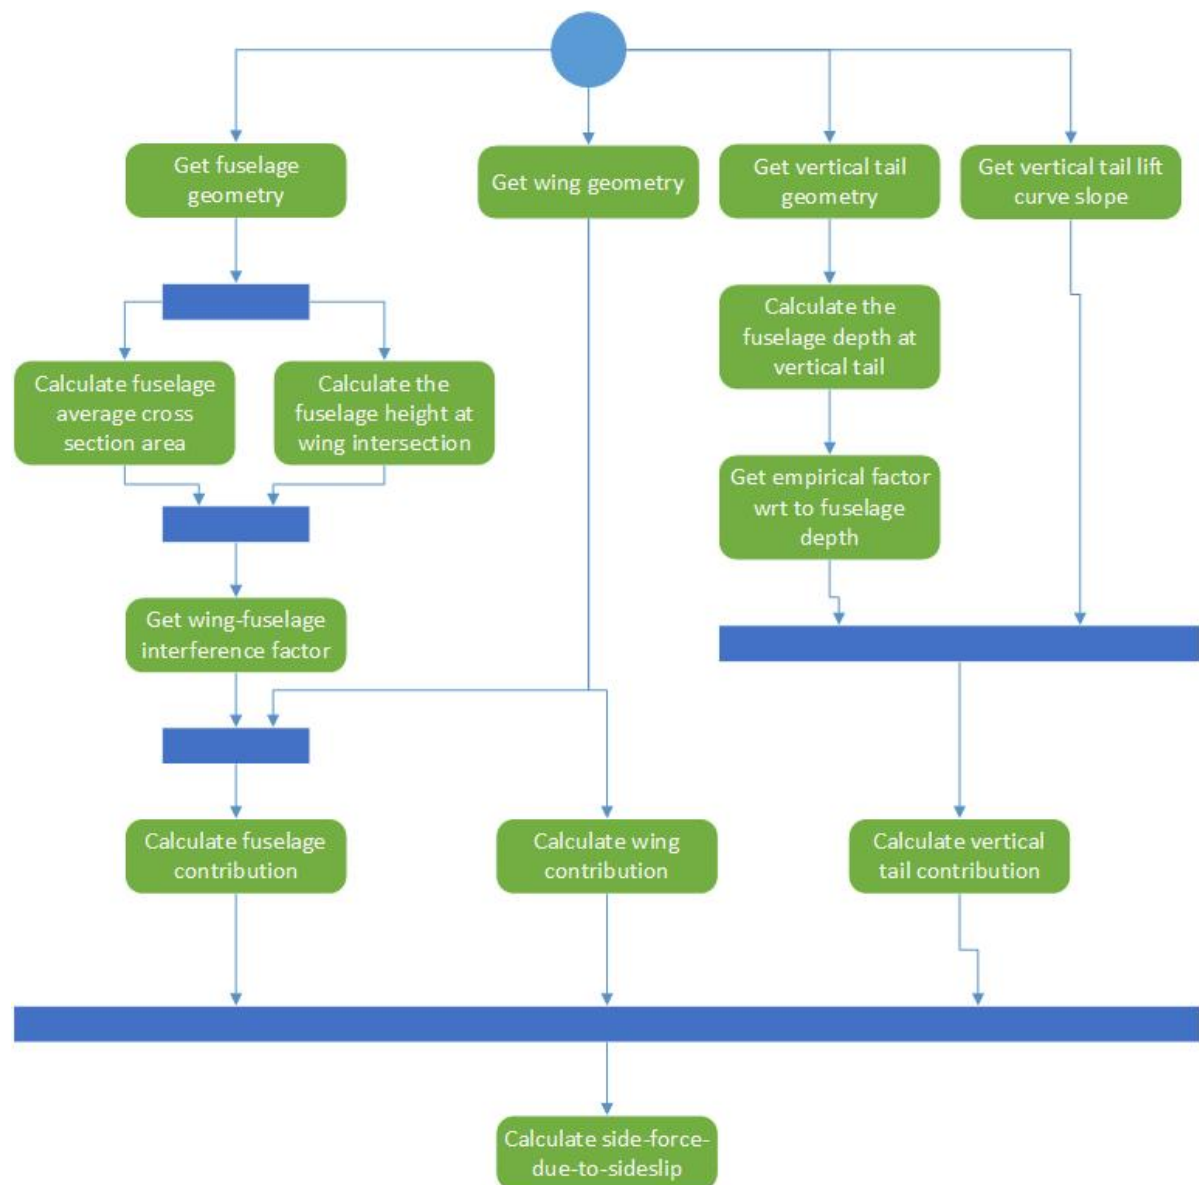 Get fuselage
geometry
Get wing geometry
Get vertical tail
geometry
Get vertical tail lift
curve slope
Calculate fuselage
average cross
section area
Calculate the
fuselage height at
wing intersection
Calculate the
fuselage depth at
vertical tail
Get empirical factor
wrt to fuselage
depth
Get wing-fuselage
interference factor
Calculate fuselage
contribution
Calculate wing
contribution
Calculate vertical
tail contribution
Calculate side-force-
due-to-sideslip